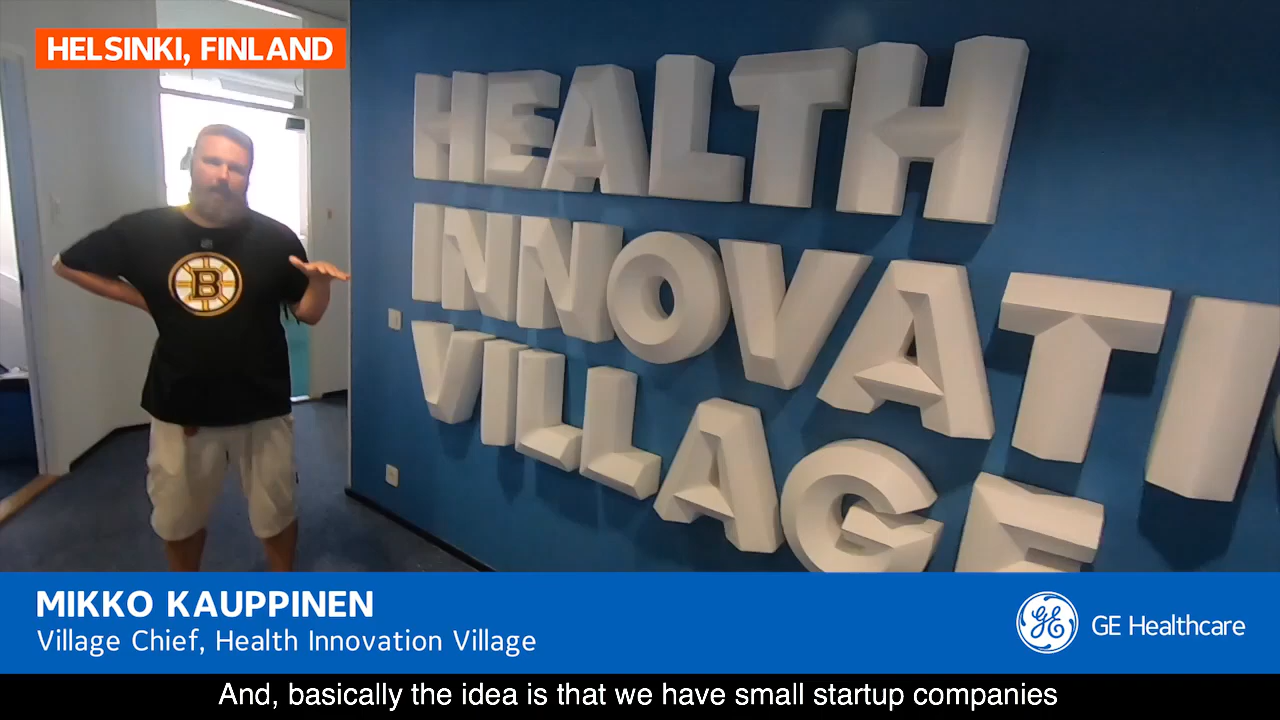 HELSINKI, FINLAND
HEALTH
INNOVATI
VILLAGE
B
MIKKO KAUPPINEN
Village Chief, Health Innovation Village
GE GE Healthcare
And, basically the idea is that we have small startup companies